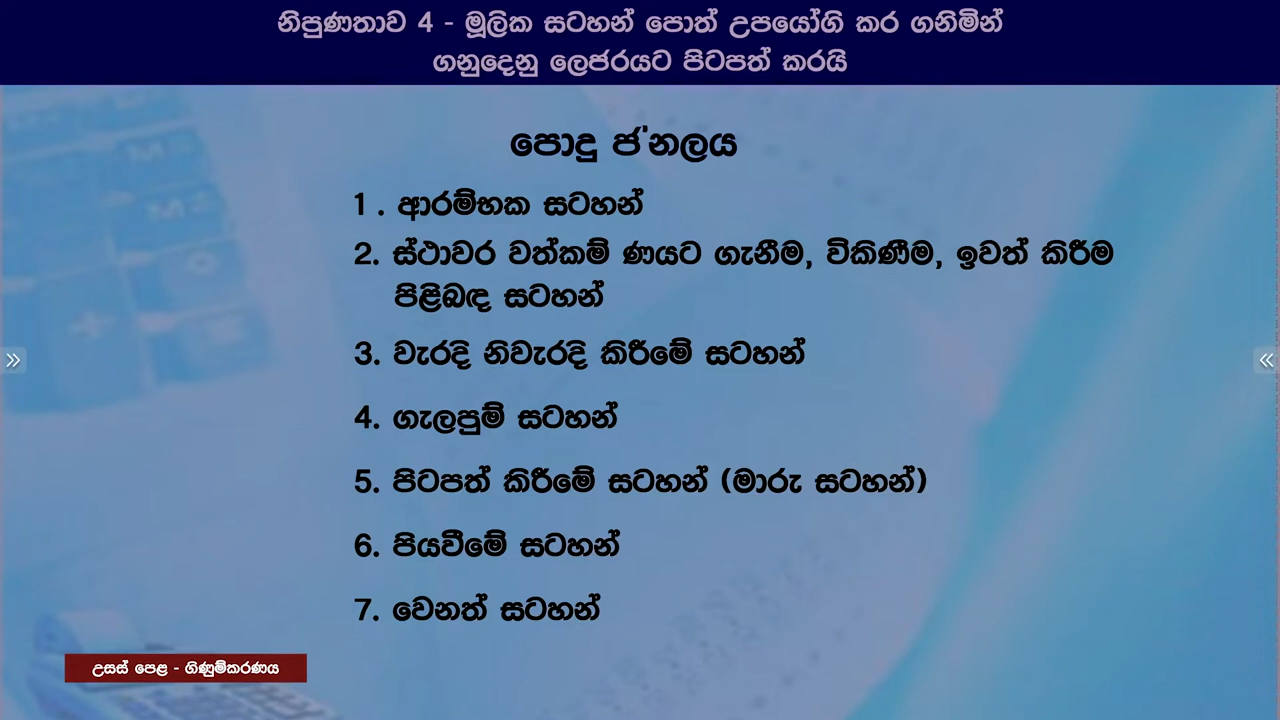 නිපුණතාව 4 - මූලික සටහන් පොත් උපයෝගි කර ගනිමින්
ගනුදෙනු ලෙජරයට පිටපත් කරයි
පොදු ජ'නලය
1 . ආරම්භක සටහන්
2. ස්ථාවර වත්කම් ණයට ගැනීම, විකිණීම, ඉවත් කිරීම
පිළිබඳ සටහන්
3. වැරදි නිවැරදි කිරීමේ සටහන්
4. ගැලපුම් සටහන්
5. පිටපත් කිරීමේ සටහන් (මාරු සටහන්)
6. පියවීමේ සටහන්
7. වෙනත් සටහන්
උසස් පෙළ - ගිණුම්කරණය